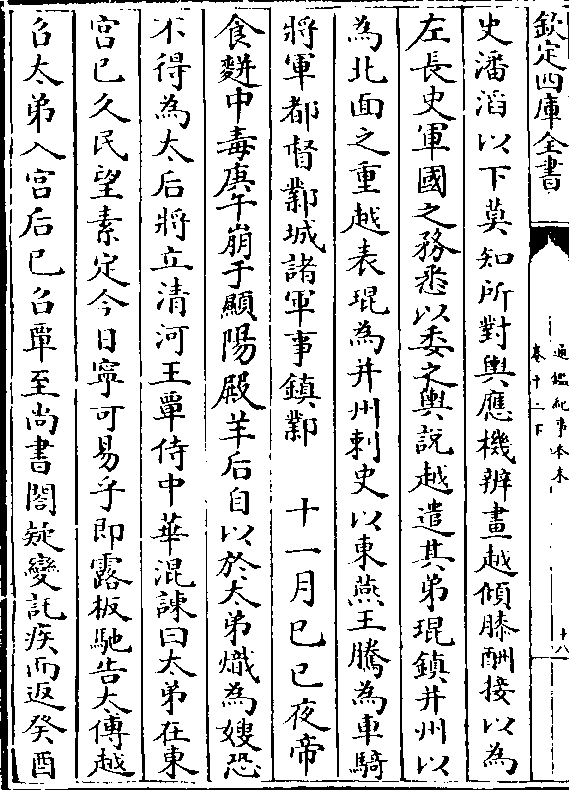 欽定四庫全書
通鑑紀事本末
卷十二下
十八
史潘滔以下莫知所對輿應機辨畫越傾膝酬接以為
左長史軍國之務悉以委之輿說越遣其弟琨鎮并州以
為北面之重越表琨為并州刺史以東燕王騰為車騎
將軍都督鄴城諸軍事鎮鄴　十一月己巳夜帝
食䴵中毒庚午崩于顯陽殿羊后自以於太弟熾為嫂恐
不得為太后將立清河王覃侍中華混諫曰太弟在東
宮已久民望素定今日寧可易乎即露板馳告太傅越
召太弟入宮后已召覃至尚書閣疑變託疾而返癸酉